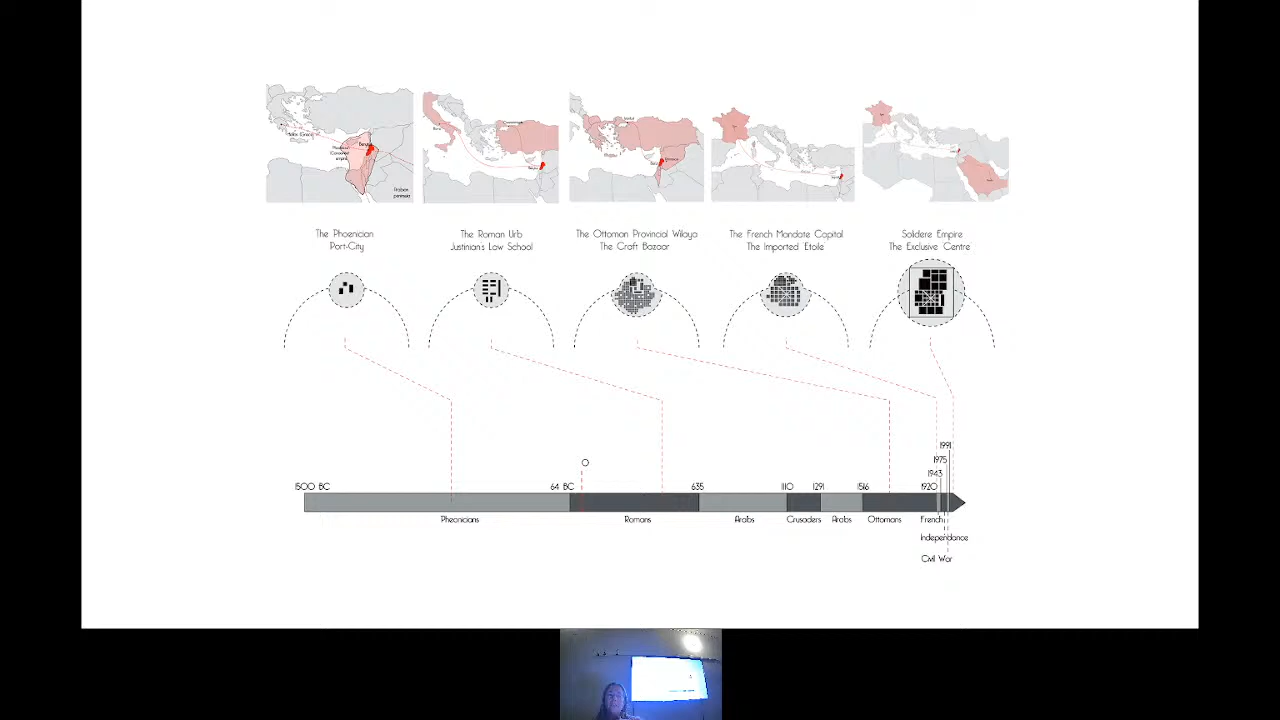 The Phoenician
Port-City
The Roman Urb
Justinian's Law School
The Ottoman Provincial Wilaya
The Craft Bazaar
The French Mandate Capital
The Imported Etoile
Solidere Empire
The Exclusive Centre
1991
1975
0
1943
1500 BC
64 BC
635
1110
1291
1516
1920
Pheonicians
Romans
Arabs
Crusaders
Arabs
Ottomans
French
Independance
Civil War